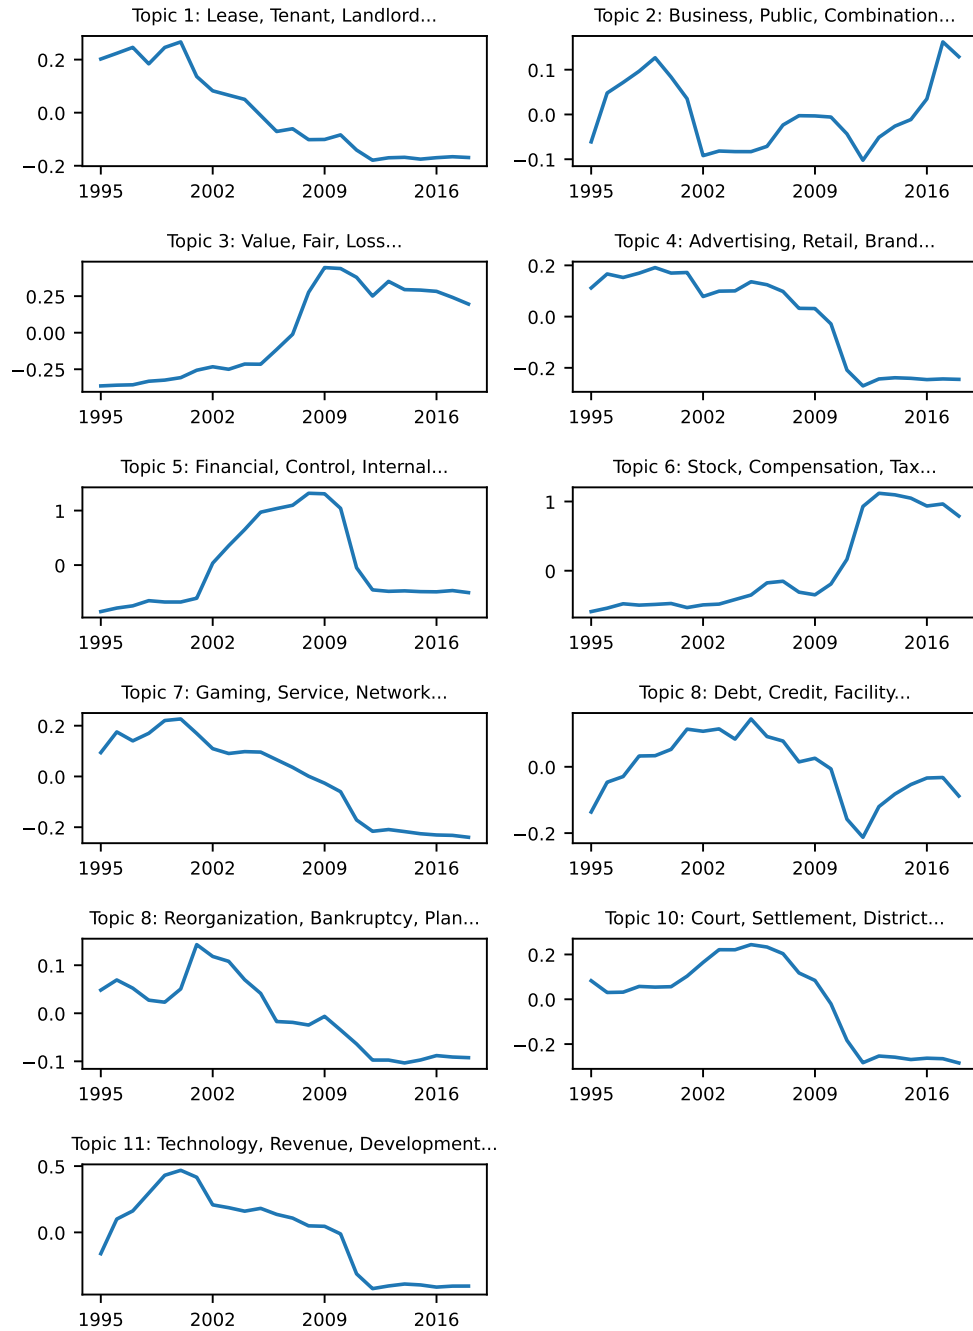 Topic 1: Lease, Tenant, Landlord...
0.2
0.0
−0.2
1995 2002 2009 2016
Topic 2: Business, Public, Combination...
0.1
0.0
−0.1
1995 2002 2009 2016
Topic 3: Value, Fair, Loss...
0.25
0.00
−0.25
1995 2002 2009 2016
Topic 4: Advertising, Retail, Brand...
0.2
0.0
−0.2
1995 2002 2009 2016
Topic 5: Financial, Control, Internal...
1
0
1995 2002 2009 2016
Topic 6: Stock, Compensation, Tax...
1
0
1995 2002 2009 2016
Topic 7: Gaming, Service, Network...
0.2
0.0
−0.2
1995 2002 2009 2016
Topic 8: Debt, Credit, Facility...
0.0
−0.2
1995 2002 2009 2016
Topic 8: Reorganization, Bankruptcy, Plan...
0.1
0.0
−0.1
1995 2002 2009 2016
Topic 10: Court, Settlement, District...
0.2
0.0
−0.2
1995 2002 2009 2016
Topic 11: Technology, Revenue, Development...
0.5
0.0
1995 2002 2009 2016